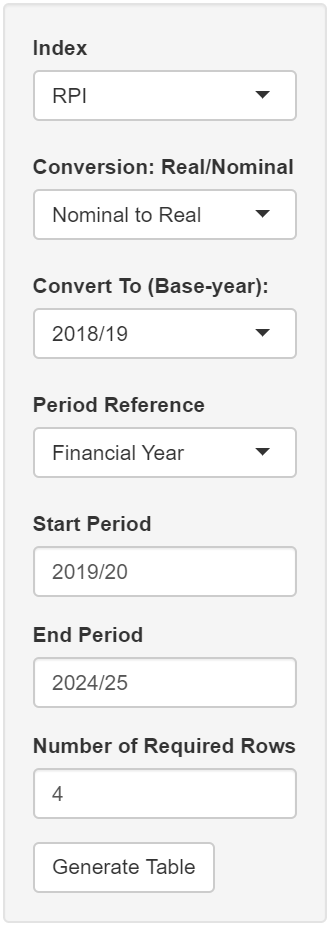 Index
RPI
Conversion: Real/Nominal
Nominal to Real
Convert To (Base-year):
2018/19
Period Reference
Financial Year
Start Period
2019/20
End Period
2024/25
Number of Required Rows
4
Generate Table